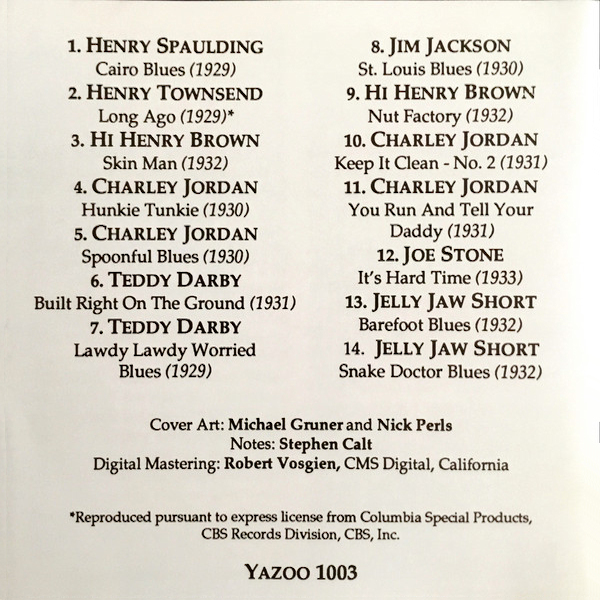 1. HENRY SPAULDING
Cairo Blues (1929)
2. HENRY TOWNSEND
Long Ago (1929)*
3. HI HENRY BROWN
Skin Man (1932)
4. CHARLEY JORDAN
Hunkie Tunkie (1930)
5. CHARLEY JORDAN
Spoonful Blues (1930)
6. TEDDY DARBY
Built Right On The Ground (1931)
7. TEDDY DARBY
Lawdy Lawdy Worried
Blues (1929)
8. JIM JACKSON
St. Louis Blues (1930)
9. HI HENRY BROWN
Nut Factory (1932)
10. CHARLEY JORDAN
Keep It Clean - No. 2 (1931)
11. CHARLEY JORDAN
You Run And Tell Your
Daddy (1931)
12. JOE STONE
It's Hard Time (1933)
13. JELLY JAW SHORT
Barefoot Blues (1932)
14. JELLY JAW SHORT
Snake Doctor Blues (1932)
Cover Art: Michael Gruner and Nick Perls
Notes: Stephen Calt
Digital Mastering: Robert Vosgien, CMS Digital, California
*Reproduced pursuant to express license from Columbia Special Products,
CBS Records Division, CBS, Inc.
YAZOO 1003